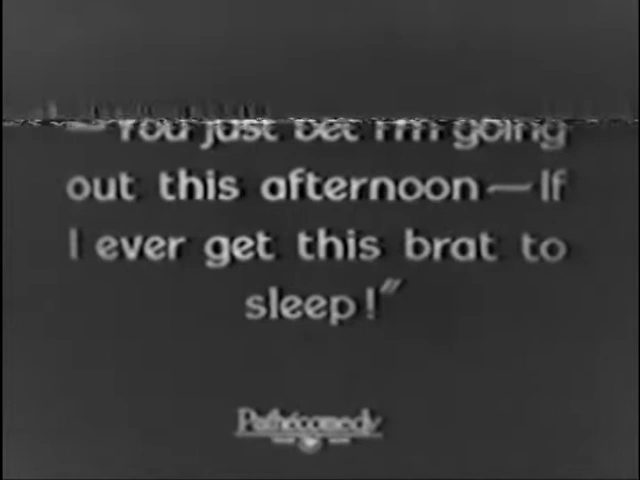 — You just bet I'm going
out this afternoon — If
I ever get this brat to
sleep!"
Pathécomedy